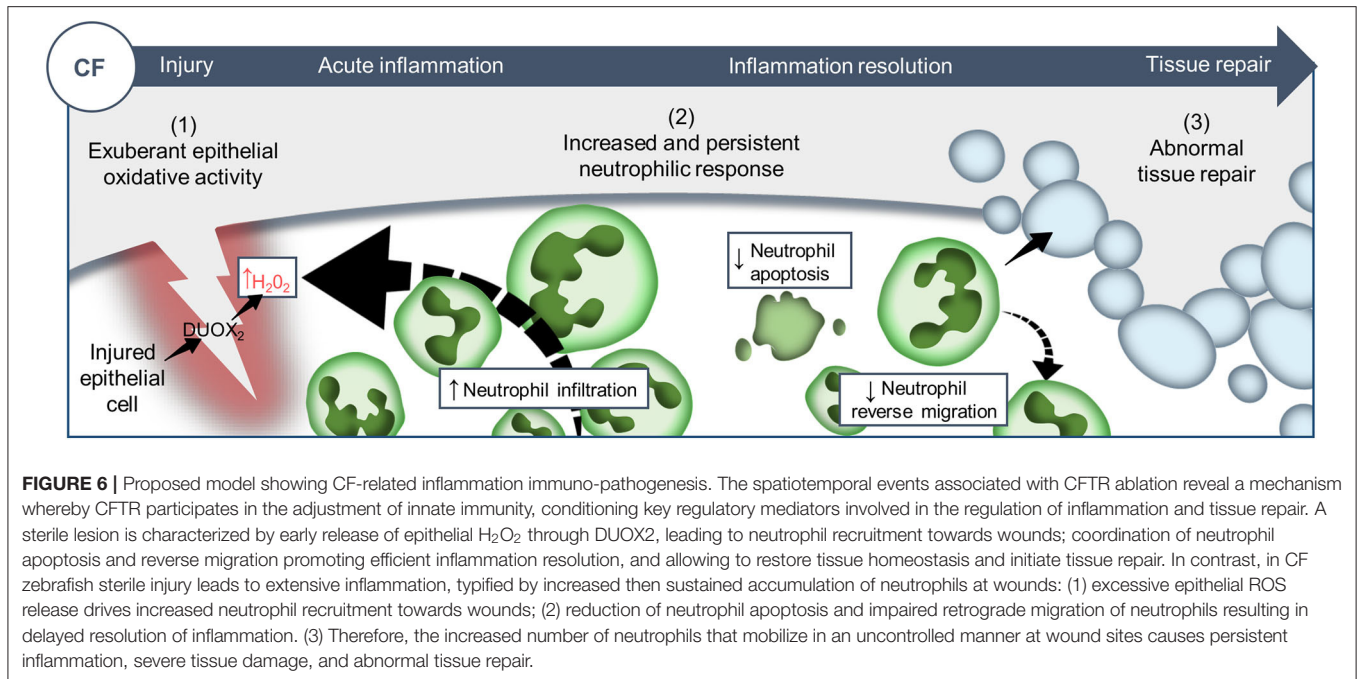 CF
Injury
Acute inflammation
Inflammation resolution
Tissue repair
(1)
Exuberant epithelial
oxidative activity
(2)
Increased and persistent
neutrophilic response
(3)
Abnormal
tissue repair
↑H₂0₂
DUOX₂
Injured
epithelial
cell
↑ Neutrophil infiltration
↓ Neutrophil
apoptosis
↓ Neutrophil
reverse migration
FIGURE 6 | Proposed model showing CF-related inflammation immuno-pathogenesis. The spatiotemporal events associated with CFTR ablation reveal a mechanism
whereby CFTR participates in the adjustment of innate immunity, conditioning key regulatory mediators involved in the regulation of inflammation and tissue repair. A
sterile lesion is characterized by early release of epithelial H₂O₂ through DUOX2, leading to neutrophil recruitment towards wounds; coordination of neutrophil
apoptosis and reverse migration promoting efficient inflammation resolution, and allowing to restore tissue homeostasis and initiate tissue repair. In contrast, in CF
zebrafish sterile injury leads to extensive inflammation, typified by increased then sustained accumulation of neutrophils at wounds: (1) excessive epithelial ROS
release drives increased neutrophil recruitment towards wounds; (2) reduction of neutrophil apoptosis and impaired retrograde migration of neutrophils resulting in
delayed resolution of inflammation. (3) Therefore, the increased number of neutrophils that mobilize in an uncontrolled manner at wound sites causes persistent
inflammation, severe tissue damage, and abnormal tissue repair.